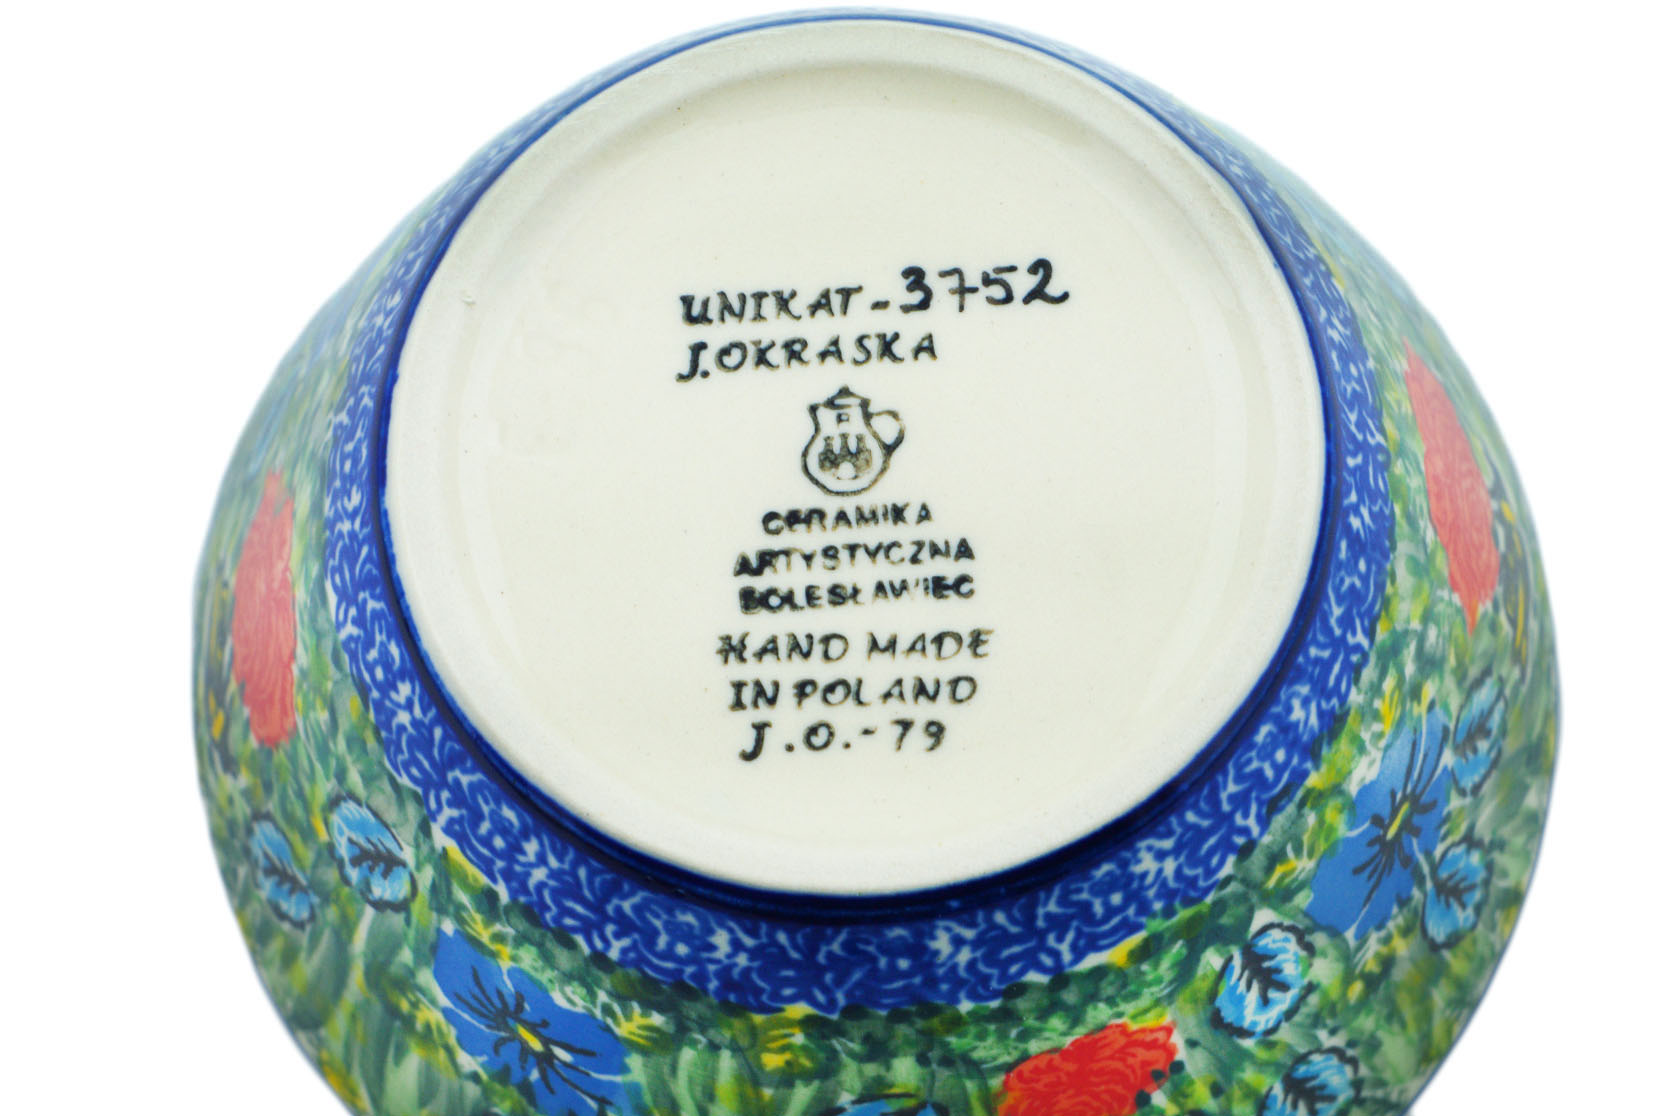 UNIKAT-3752
J.OKRASKA
CERAMIKA
ARTYSTYCZNA
BOLESŁAWIEC
HAND MADE
IN POLAND
J.O.-79